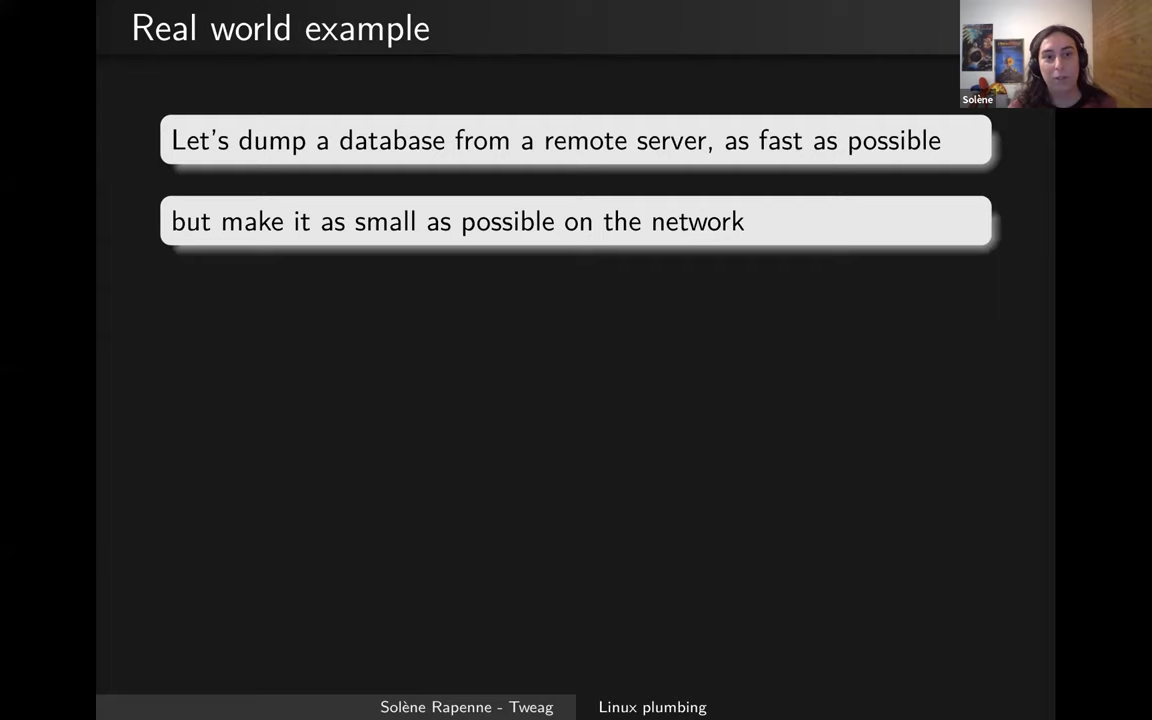 Real world example
Solène
Let's dump a database from a remote server, as fast as possible
but make it as small as possible on the network
Solène Rapenne - Tweag
Linux plumbing